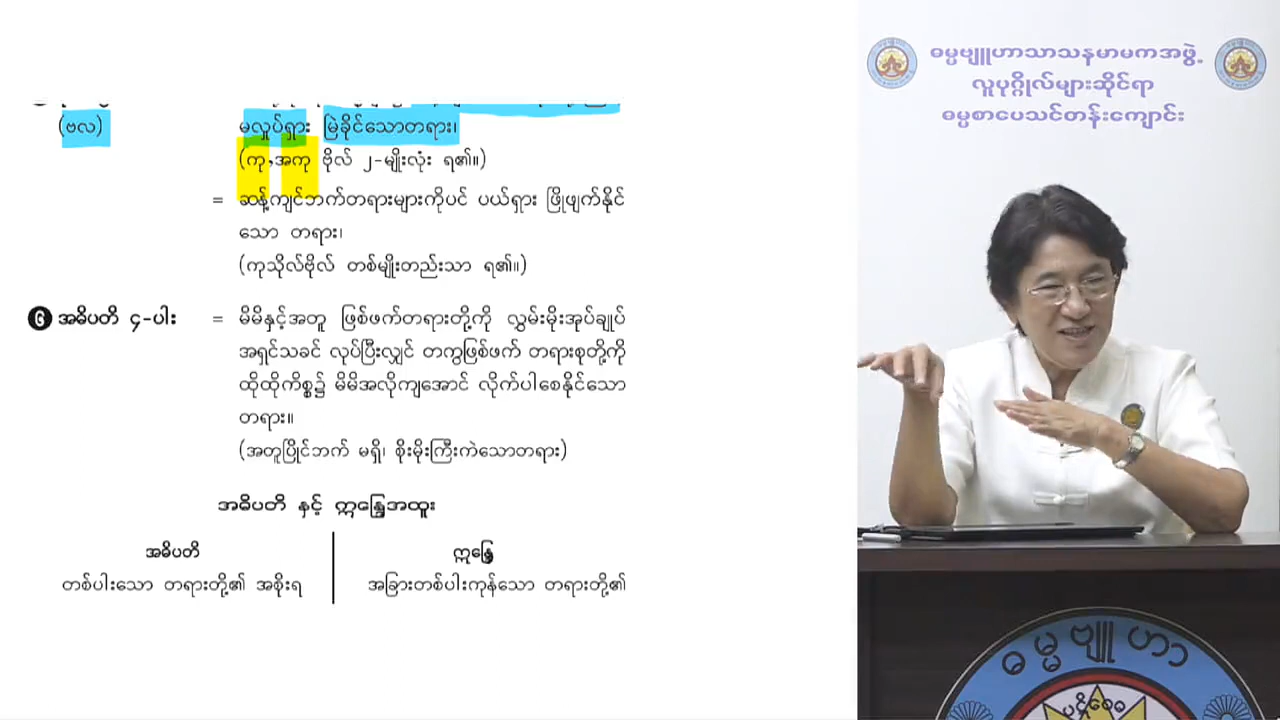 (ဗလ)
မလှုပ်ရှား မြဲခိုင်သောတရား၊
(ကု,အကု ဗိုလ် ၂-မျိုးလုံး ရ၏။)
= ဆန့်ကျင်ဘက်တရားများကိုပင် ပယ်ရှား ဖြိုဖျက်နိုင်
သော တရား၊
(ကုသိုလ်ဗိုလ် တစ်မျိုးတည်းသာ ရ၏။)
၆ အဓိပတိ ၄-ပါး = မိမိနှင့်အတူ ဖြစ်ဖက်တရားတို့ကို လွှမ်းမိုးအုပ်ချုပ်
အရှင်သခင် လုပ်ပြီးလျှင် တကွဖြစ်ဖက် တရားစုတို့ကို
ထိုထိုကိစ္စ၌ မိမိအလိုကျအောင် လိုက်ပါစေနိုင်သော
တရား။
(အတူပြိုင်ဘက် မရှိ၊ စိုးမိုးကြီးကဲသောတရား)
အဓိပတိ နှင့် ဣန္ဒြေအထူး
အဓိပတိ
တစ်ပါးသော တရားတို့၏ အစိုးရ
ဣန္ဒြေ
အခြားတစ်ပါးကုန်သော တရားတို့၏
ဓမ္မဗျူဟာသာသနမာမကအဖွဲ့
လူပုဂ္ဂိုလ်များဆိုင်ရာ
ဓမ္မစာပေသင်တန်းကျောင်း
ဓမ္မဗျူဟာ
ပဋိဝေဓ